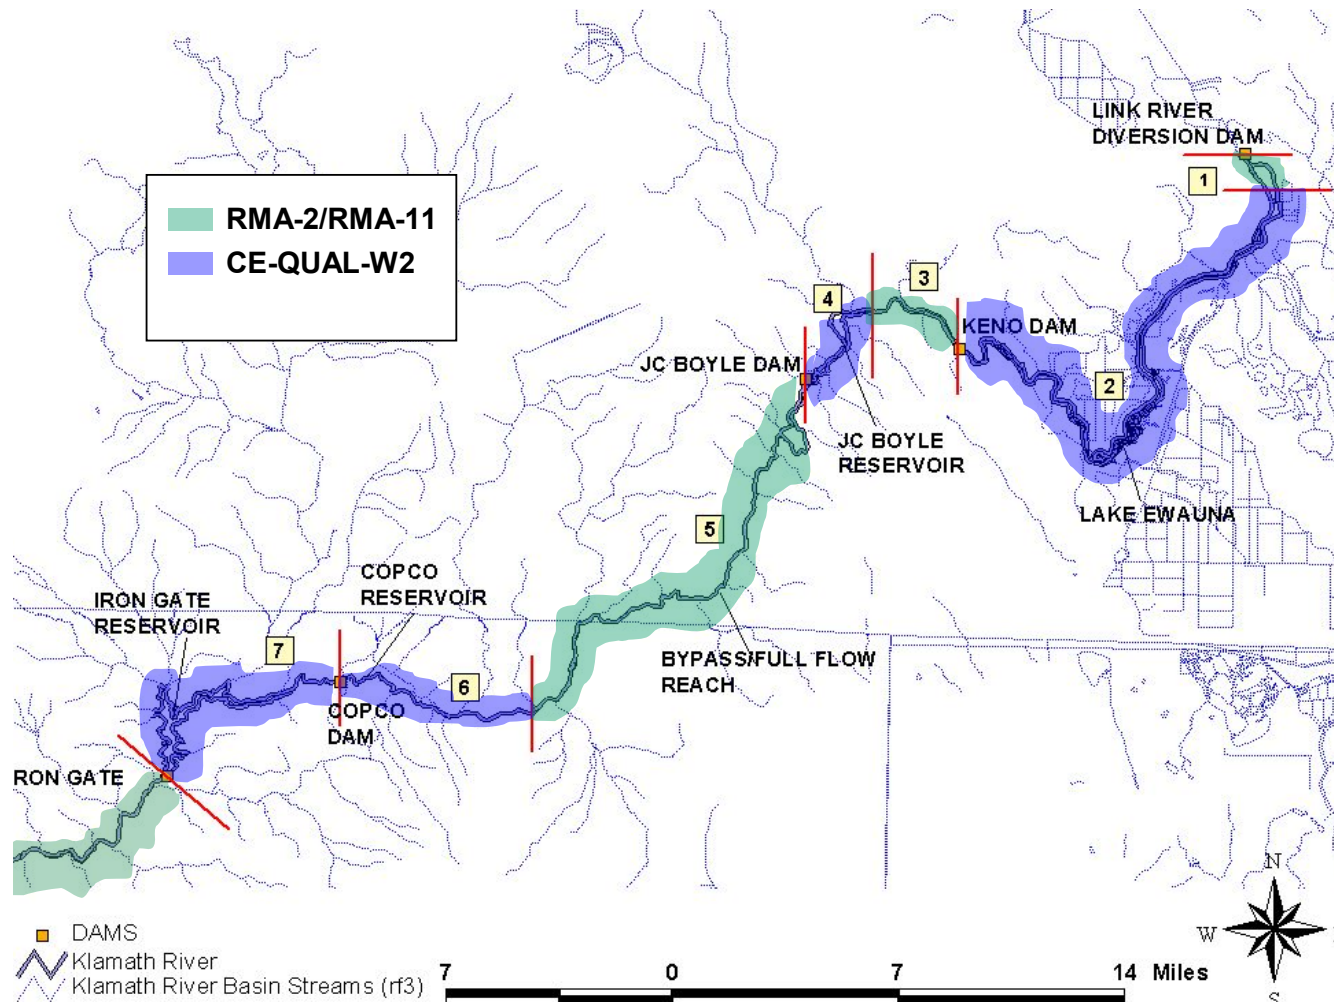 LINK RIVER
DIVERSION DAM
1
RMA-2/RMA-11
CE-QUAL-W2
3
4
KENO DAM
JC BOYLE DAM
2
JC BOYLE
RESERVOIR
LAKE EWAUNA
5
COPCO
RESERVOIR
IRON GATE
RESERVOIR
7
6
BYPASS/FULL FLOW
REACH
COPCO
DAM
RON GATE
N
W
S
DAMS
Klamath River
Klamath River Basin Streams (rf3)
7 0 7 14 Miles